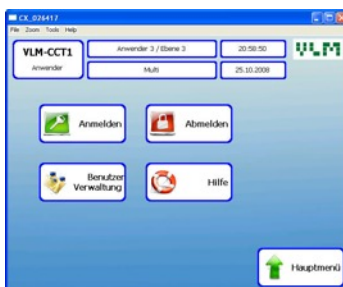 CX_026417
File Zoom Tools Help
VLM-CCT1
Anwender
Anwender 3 / Ebene 3
20:58:50
VLM
Multi
25.10.2008
Anmelden
Abmelden
Benutzer
Verwaltung
Hilfe
Hauptmenü